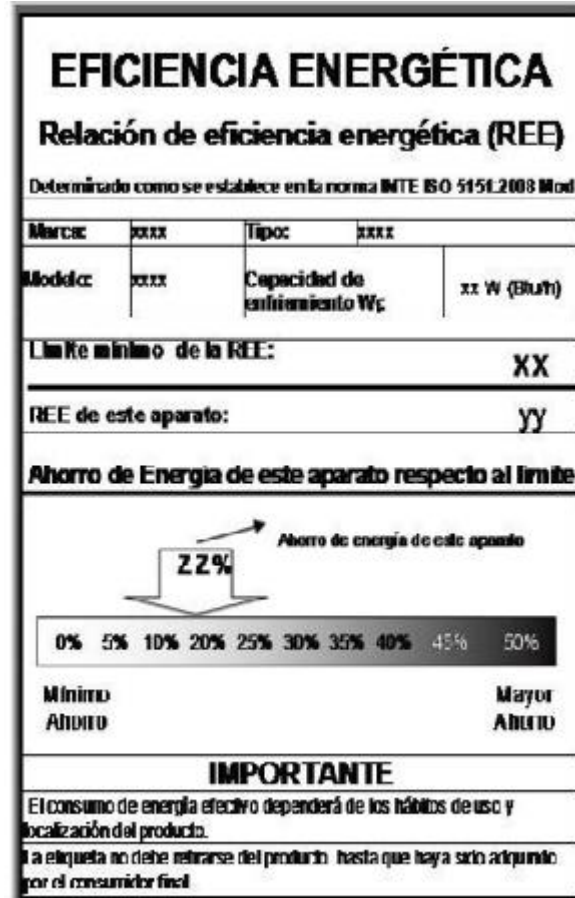 EFICIENCIA ENERGÉTICA
Relación de eficiencia energética (REE)
Determinado como se establece en la norma INTE ISO 5151:2008 Mod
Marca: xxxx Tipo: xxxx
Modelo: xxxx Capacidad de xx W (Btu/h)
enfriamiento W;
Limite mínimo de la REE: XX
REE de este aparato: yy
Ahorro de Energía de este aparato respecto al límite
Ahorro de energía de este aparato
ZZ%
0% 5% 10% 20% 25% 30% 35% 40% 45% 50%
Mínimo Mayor
Ahorro Ahorro
IMPORTANTE
El consumo de energía efectivo dependerá de los hábitos de uso y
localización del producto.
La etiqueta no debe retirarse del producto hasta que haya sido adquirido
por el consumidor final